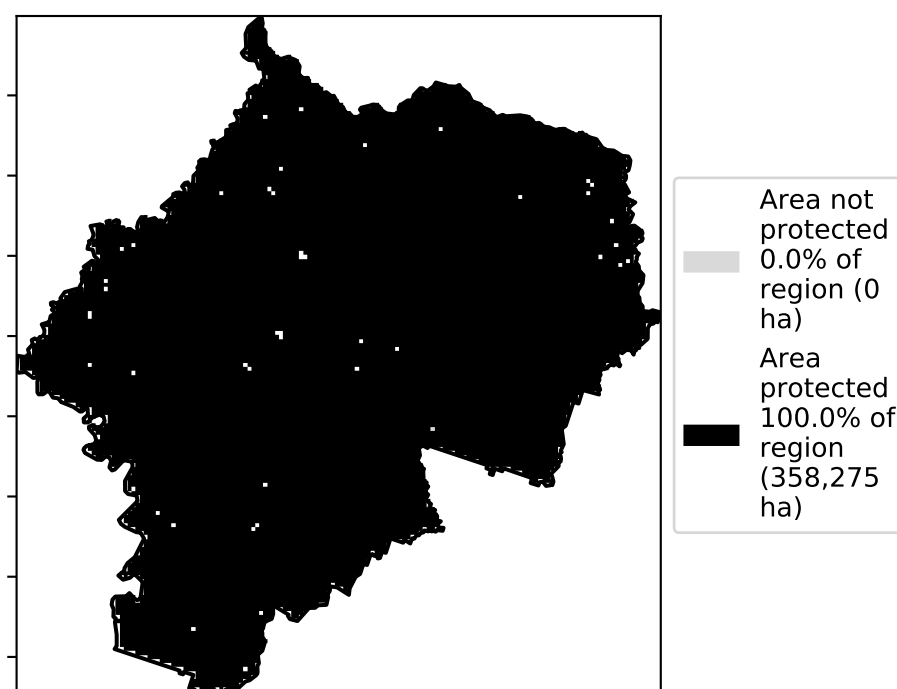 Area not
protected
0.0% of
region (0
ha)
Area
protected
100.0% of
region
(358,275
ha)